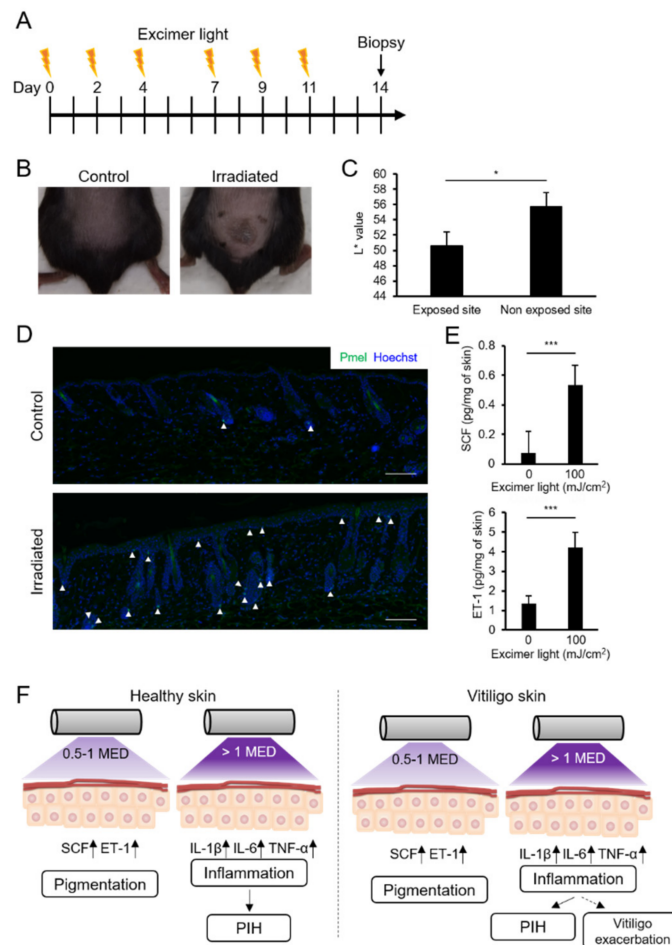 A
Excimer light
Biopsy
Day 0 2 4 7 9 11 14
B
Control Irradiated
C
*
60
58
56
54
52
50
48
46
44
L* value
Exposed site Non exposed site
D
Pmel Hoechst
Control
Irradiated
E
***
0.8
0.6
0.4
0.2
0
SCF (pg/mg of skin)
0 100
Excimer light (mJ/cm²)
***
6
5
4
3
2
1
0
ET-1 (pg/mg of skin)
0 100
Excimer light (mJ/cm²)
F
Healthy skin
0.5-1 MED > 1 MED
SCF ET-1 IL-1β IL-6 TNF-α
Pigmentation Inflammation
PIH
Vitiligo skin
0.5-1 MED > 1 MED
SCF ET-1 IL-1β IL-6 TNF-α
Pigmentation Inflammation
PIH Vitiligo
exacerbation